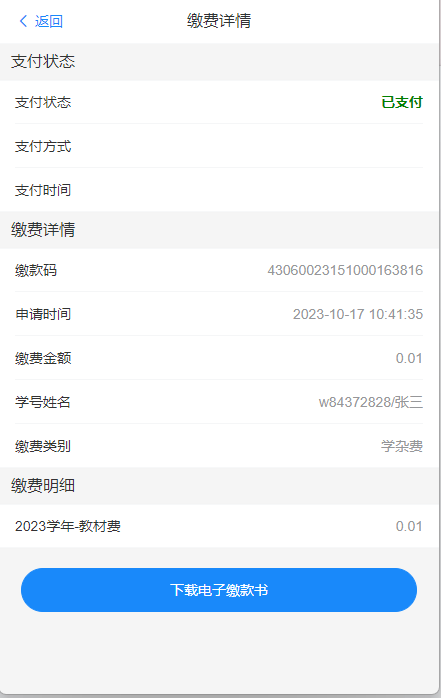 返回 缴费详情
支付状态
支付状态 已支付
支付方式
支付时间
缴费详情
缴款码 43060023151000163816
申请时间 2023-10-17 10:41:35
缴费金额 0.01
学号姓名 w84372828/张三
缴费类别 学杂费
缴费明细
2023学年-教材费 0.01
下载电子缴款书